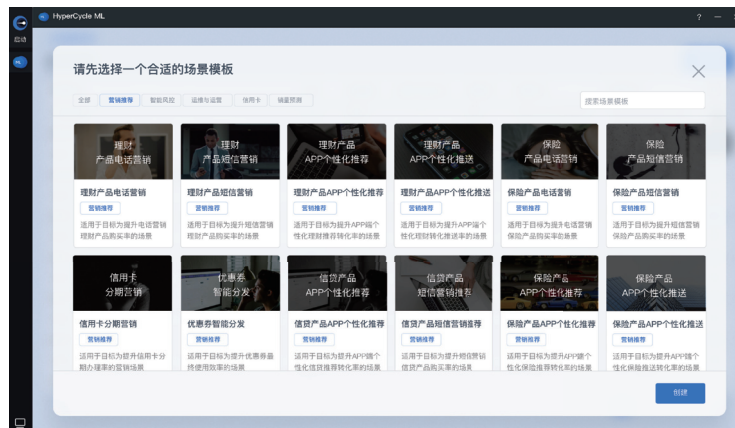 HyperCycle ML
?
启动
ML
请先选择一个合适的场景模板
全部 营销推荐 智能风控 运维与运营 信用卡 销量预测
搜索场景模板
理财
产品电话营销
理财
产品短信营销
理财产品
APP个性化推荐
理财产品
APP个性化推送
保险
产品电话营销
保险
产品短信营销
理财产品电话营销
营销推荐
适用于目标为提升电话营销
理财产品购买率的场景
理财产品短信营销
营销推荐
适用于目标为提升短信营销
理财产品购买率的场景
理财产品APP个性化推荐
营销推荐
适用于目标为提升APP端个
性化理财推荐转化率的场景
理财产品APP个性化推送
营销推荐
适用于目标为提升APP端个
性化理财转化推送率的场景
保险产品电话营销
营销推荐
适用于目标为提升电话营销
保险产品购买率的场景
保险产品短信营销
营销推荐
适用于目标为提升短信营销
保险产品购买率的场景
信用卡
分期营销
优惠券
智能分发
信贷产品
APP个性化推荐
信贷产品
短信营销推荐
保险产品
APP个性化推荐
保险产品
APP个性化推送
信用卡分期营销
营销推荐
适用于目标为提升信用卡分
期办理率的营销场景
优惠券智能分发
营销推荐
适用于目标为提升优惠券最
终使用效率的场景
信贷产品APP个性化推荐
营销推荐
适用于目标为提升APP端个
性化信贷推荐转化率的场景
信贷产品短信营销推荐
营销推荐
适用于目标为提升短信营销
信贷产品购买率的场景
保险产品APP个性化推荐
营销推荐
适用于目标为提升APP端个
性化保险推荐转化率的场景
保险产品APP个性化推送
营销推荐
适用于目标为提升APP端个
性化保险推送转化率的场景
创建